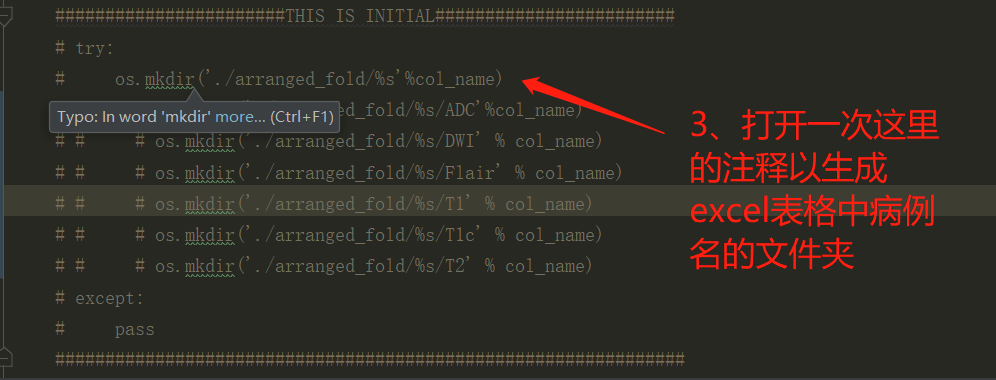 #######################THIS IS INITIAL########################
# try:
#     os.mkdir('./arranged_fold/%s'%col_name)
Typo: In word 'mkdir' more... (Ctrl+F1)
nged_fold/%s/ADC'%col_name)
# #     # os.mkdir('./arranged_fold/%s/DWI' % col_name)
# #     # os.mkdir('./arranged_fold/%s/Flair' % col_name)
# #     # os.mkdir('./arranged_fold/%s/T1' % col_name)
# #     # os.mkdir('./arranged_fold/%s/T1c' % col_name)
# #     # os.mkdir('./arranged_fold/%s/T2' % col_name)
# except:
#     pass
###############################################################
3、打开一次这里
的注释以生成
excel表格中病例
名的文件夹